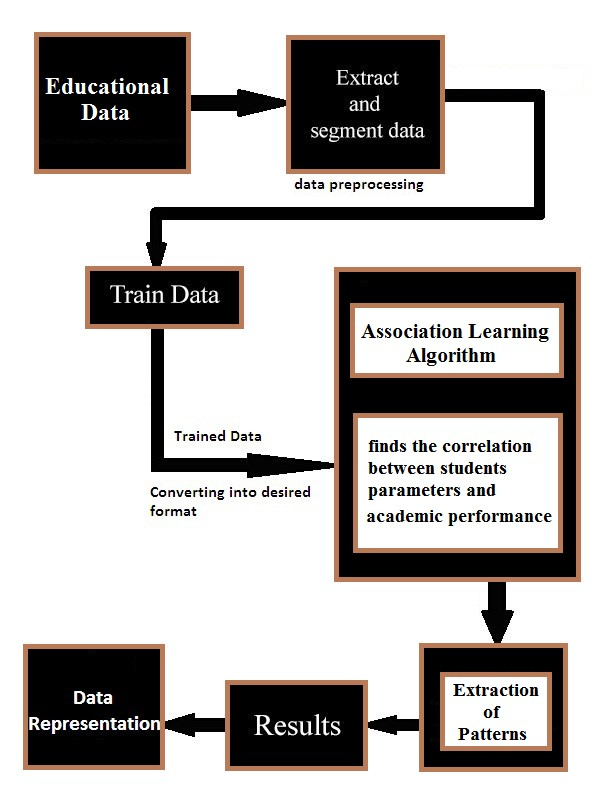 Educational
Data
Extract
and
segment data
data preprocessing
Train Data
Association Learning
Algorithm
finds the correlation
between students
parameters and
academic performance
Trained Data
Converting into desired
format
Extraction
of
Patterns
Results
Data
Representation